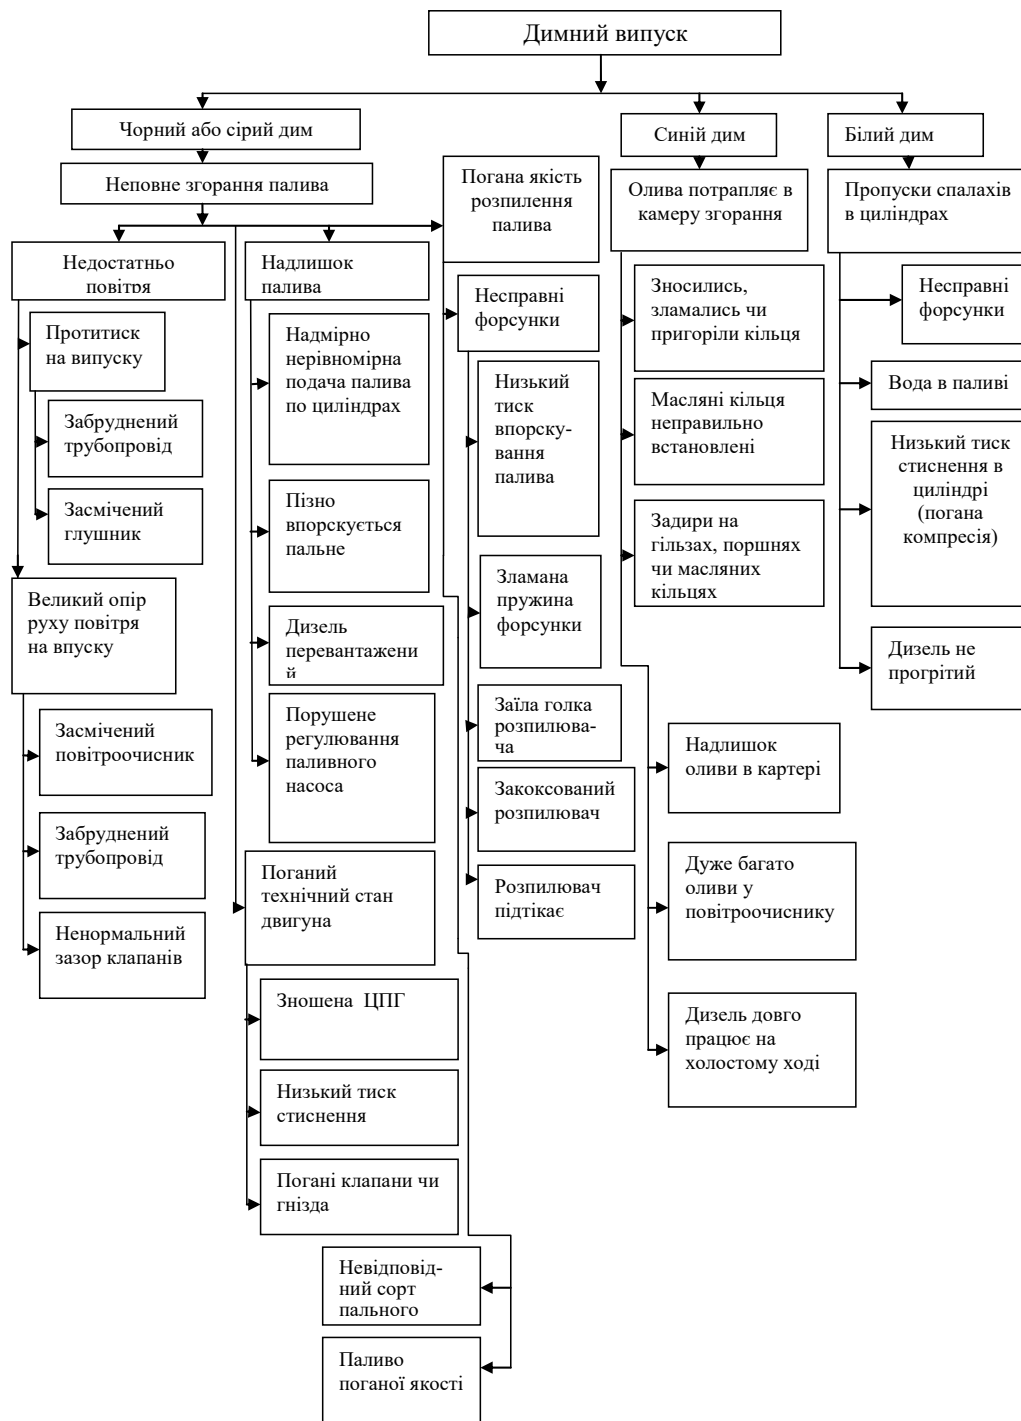 Димний випуск
Чорний або сірий дим
Синій дим
Білий дим
Неповне згорання палива
Погана якість
розпилення
палива
Олива потрапляє в
камеру згорання
Пропуски спалахів
в циліндрах
Недостатньо
повітря
Протитиск
на випуску
Забруднений
трубопровід
Засмічений
глушник
Великий опір
руху повітря
на впуску
Засмічений
повітроочисник
Забруднений
трубопровід
Ненормальний
зазор клапанів
Надлишок
палива
Надмірно
нерівномірна
подача палива
по циліндрах
Пізно
впорскується
пальне
Дизель
перевантажени
й
Порушене
регулювання
паливного
насоса
Поганий
технічний стан
двигуна
Зношена ЦПГ
Низький тиск
стиснення
Погані клапани чи
гнізда
Несправні
форсунки
Низький
тиск
впорску-
вання
палива
Зламана
пружина
форсунки
Заїла голка
розпилюва-
ча
Закоксований
розпилювач
Розпилювач
підтікає
Невідповід-
ний сорт
пального
Паливо
поганої якості
Зносились,
зламались чи
пригоріли кільця
Масляні кільця
неправильно
встановлені
Задири на
гільзах, поршнях
чи масляних
кільцях
Надлишок
оливи в картері
Дуже багато
оливи у
повітроочиснику
Дизель довго
працює на
холостому ході
Несправні
форсунки
Вода в паливі
Низький тиск
стиснення в
циліндрі
(погана
компресія)
Дизель не
прогрітий